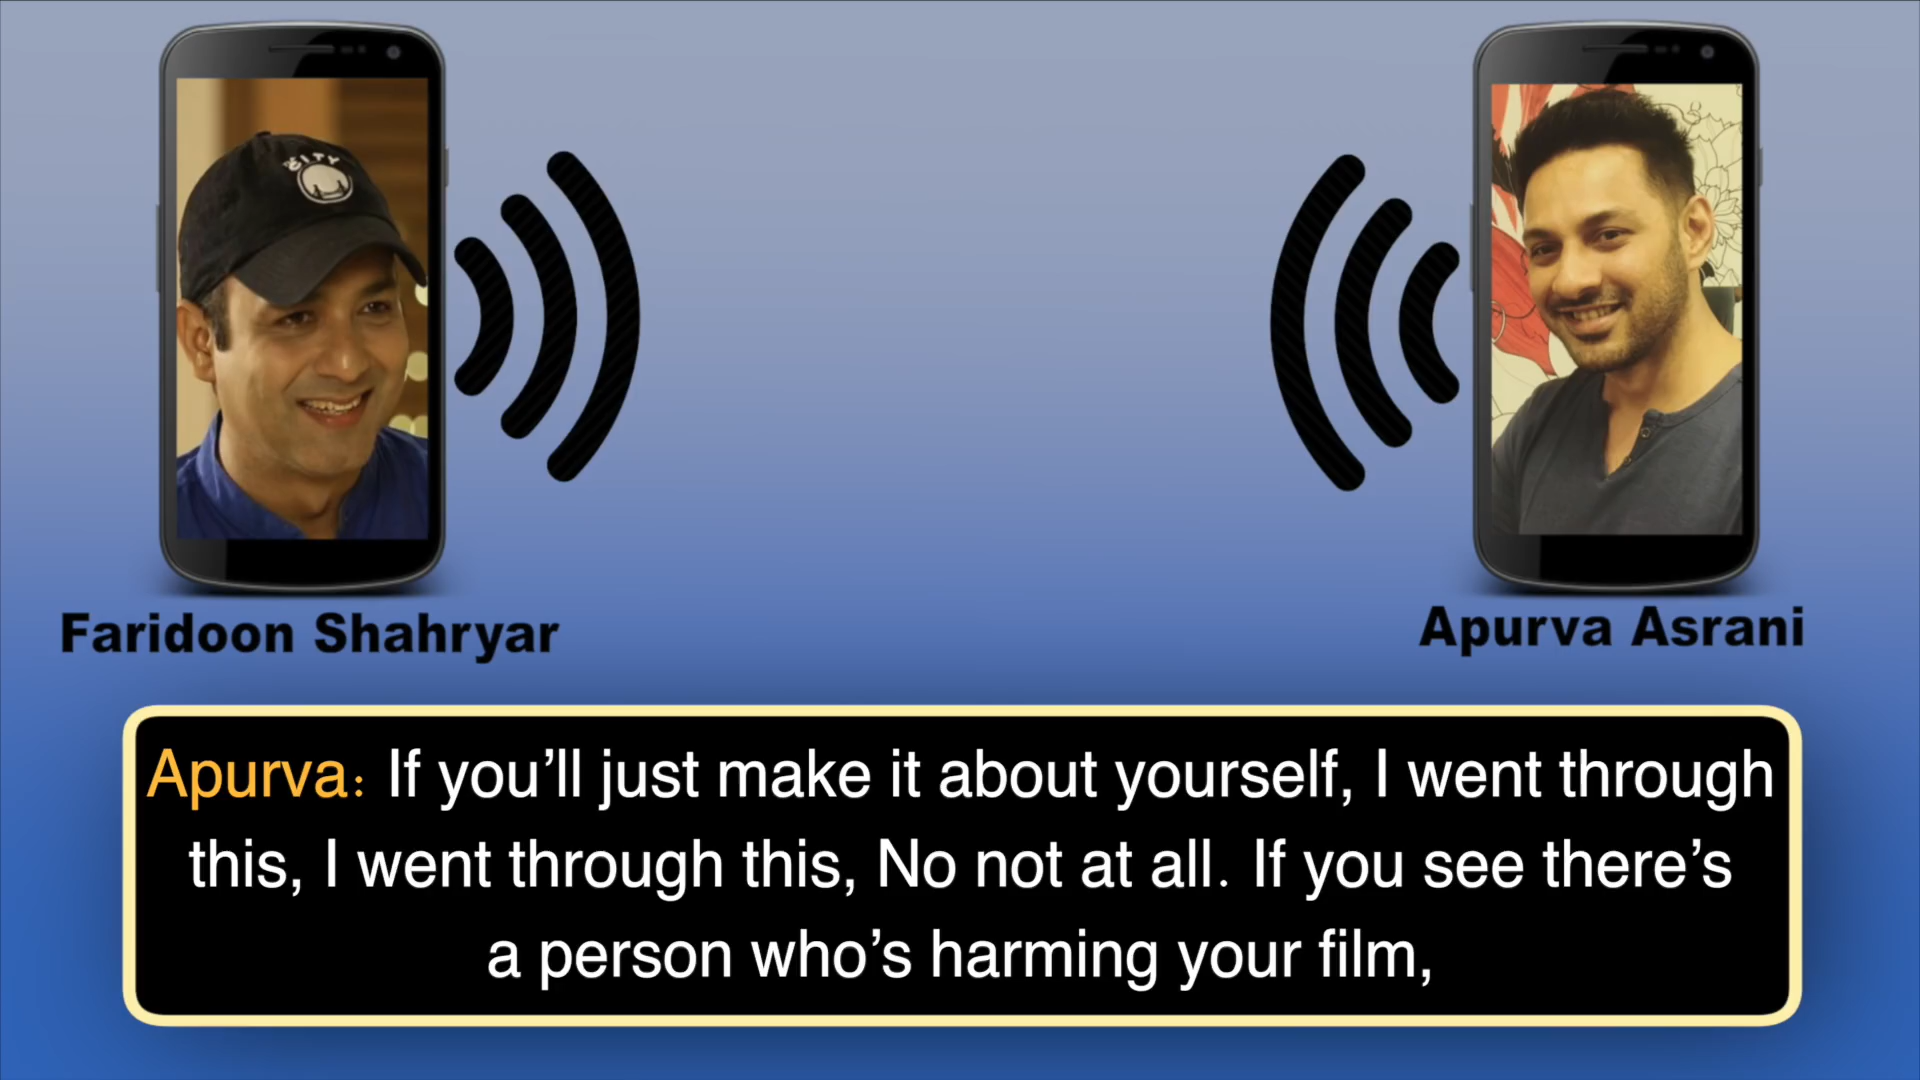 CITY
Faridoon Shahryar
Apurva Asrani
Apurva: If you’ll just make it about yourself, I went through
this, I went through this, No not at all. If you see there’s
a person who’s harming your film,